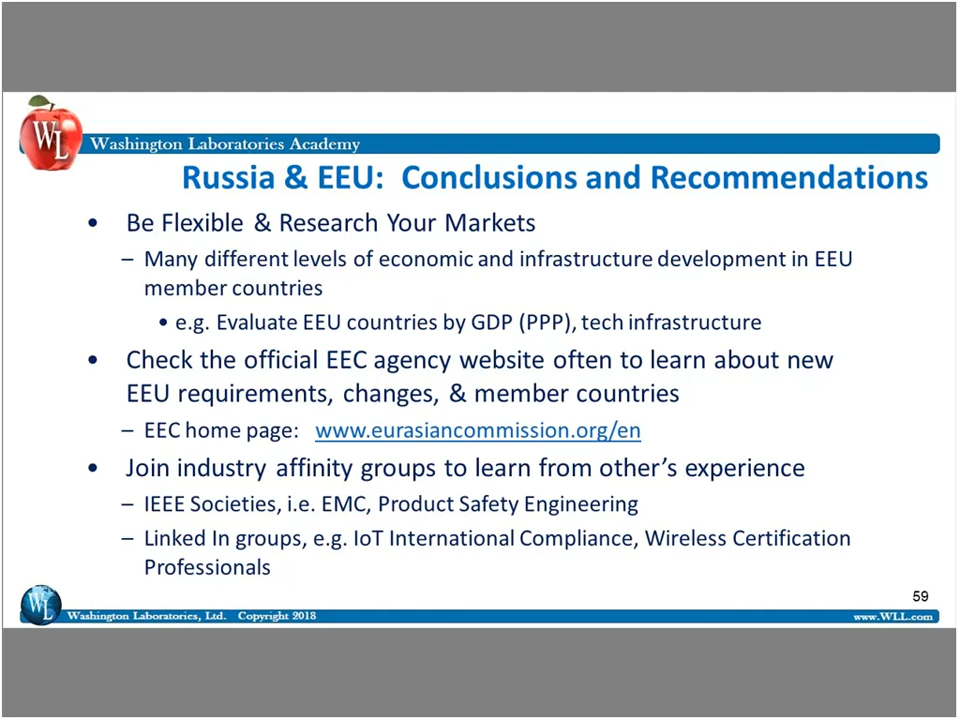 WL Washington Laboratories Academy
Russia & EEU: Conclusions and Recommendations
• Be Flexible & Research Your Markets
– Many different levels of economic and infrastructure development in EEU
member countries
• e.g. Evaluate EEU countries by GDP (PPP), tech infrastructure
• Check the official EEC agency website often to learn about new
EEU requirements, changes, & member countries
– EEC home page: www.eurasiancommission.org/en
• Join industry affinity groups to learn from other’s experience
– IEEE Societies, i.e. EMC, Product Safety Engineering
– Linked In groups, e.g. IoT International Compliance, Wireless Certification
Professionals
59
WL Washington Laboratories, Ltd. Copyright 2018 www.WLL.com